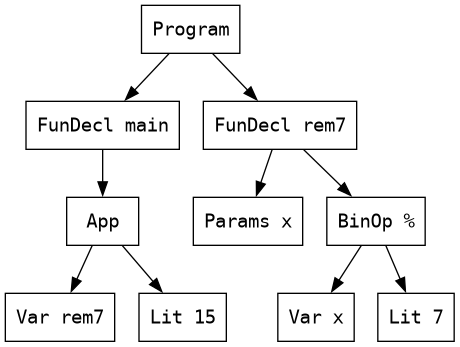 Program
FunDecl main
FunDecl rem7
App
Params x
BinOp %
Var rem7
Lit 15
Var x
Lit 7